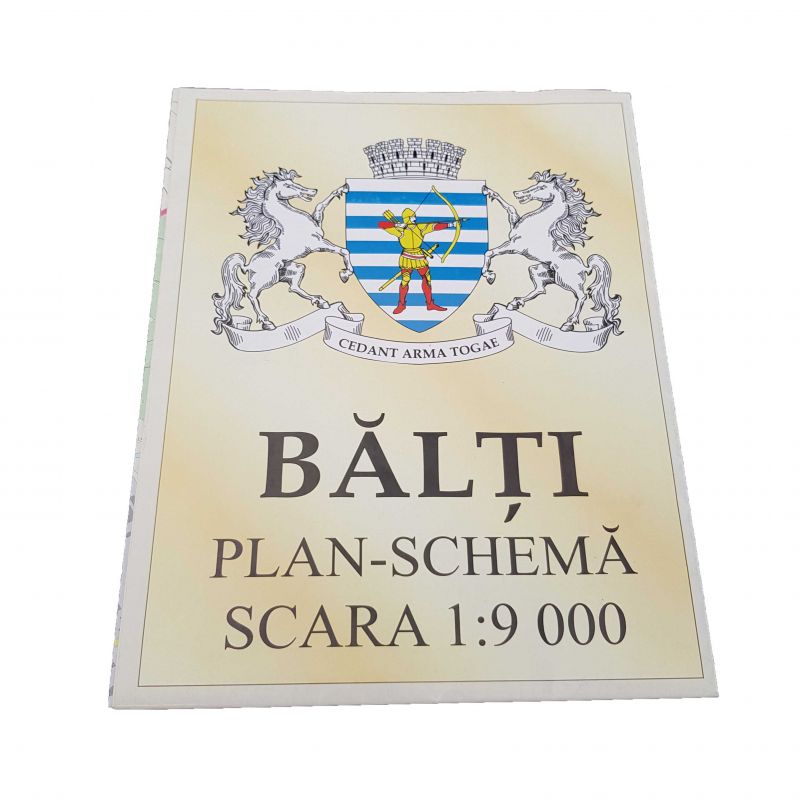 CEDANT ARMA TOGAE
BĂLȚI
PLAN-SCHEMĂ
SCARA 1:9 000